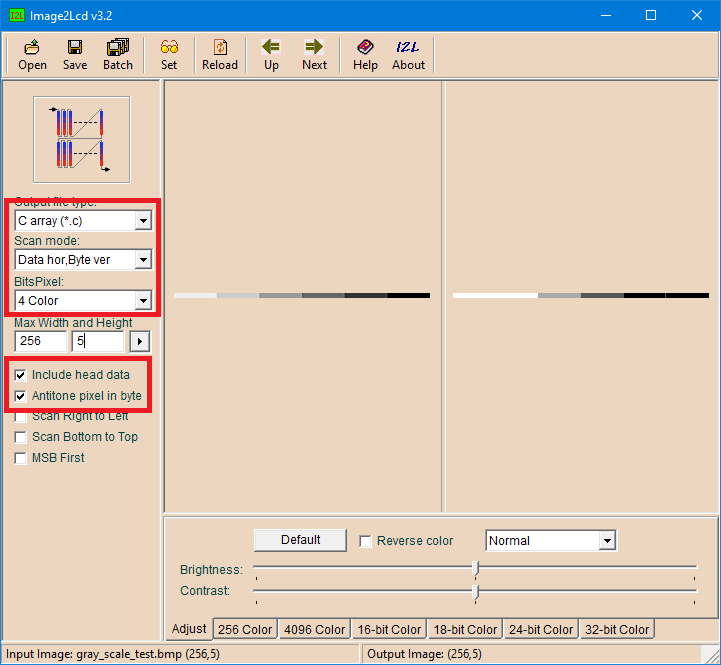 Image2Lcd v3.2
Open Save Batch Set Reload Up Next Help About
I2L
Output file type:
C array (*.c)
Scan mode:
Data hor,Byte ver
BitsPixel:
4 Color
Max Width and Height
256 5
Include head data
Antitone pixel in byte
Scan Right to Left
Scan Bottom to Top
MSB First
Default Reverse color Normal
Brightness:
Contrast:
Adjust 256 Color 4096 Color 16-bit Color 18-bit Color 24-bit Color 32-bit Color
Input Image: gray_scale_test.bmp (256,5) Output Image: (256,5)